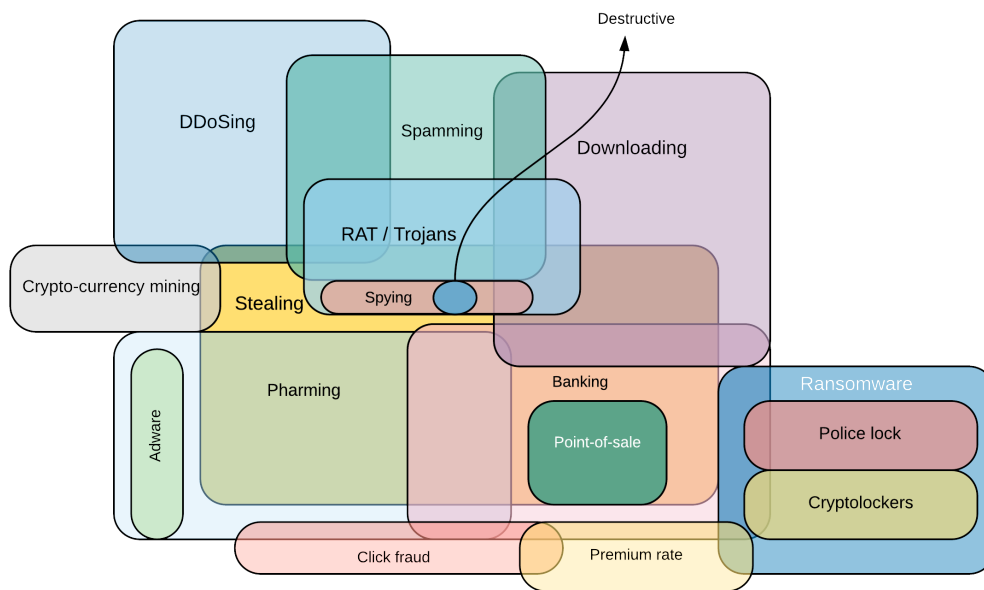 Destructive
DDoSing
Spamming
Downloading
RAT / Trojans
Crypto-currency mining
Stealing
Spying
Pharming
Banking
Ransomware
Adware
Point-of-sale
Police lock
Cryptolockers
Click fraud
Premium rate